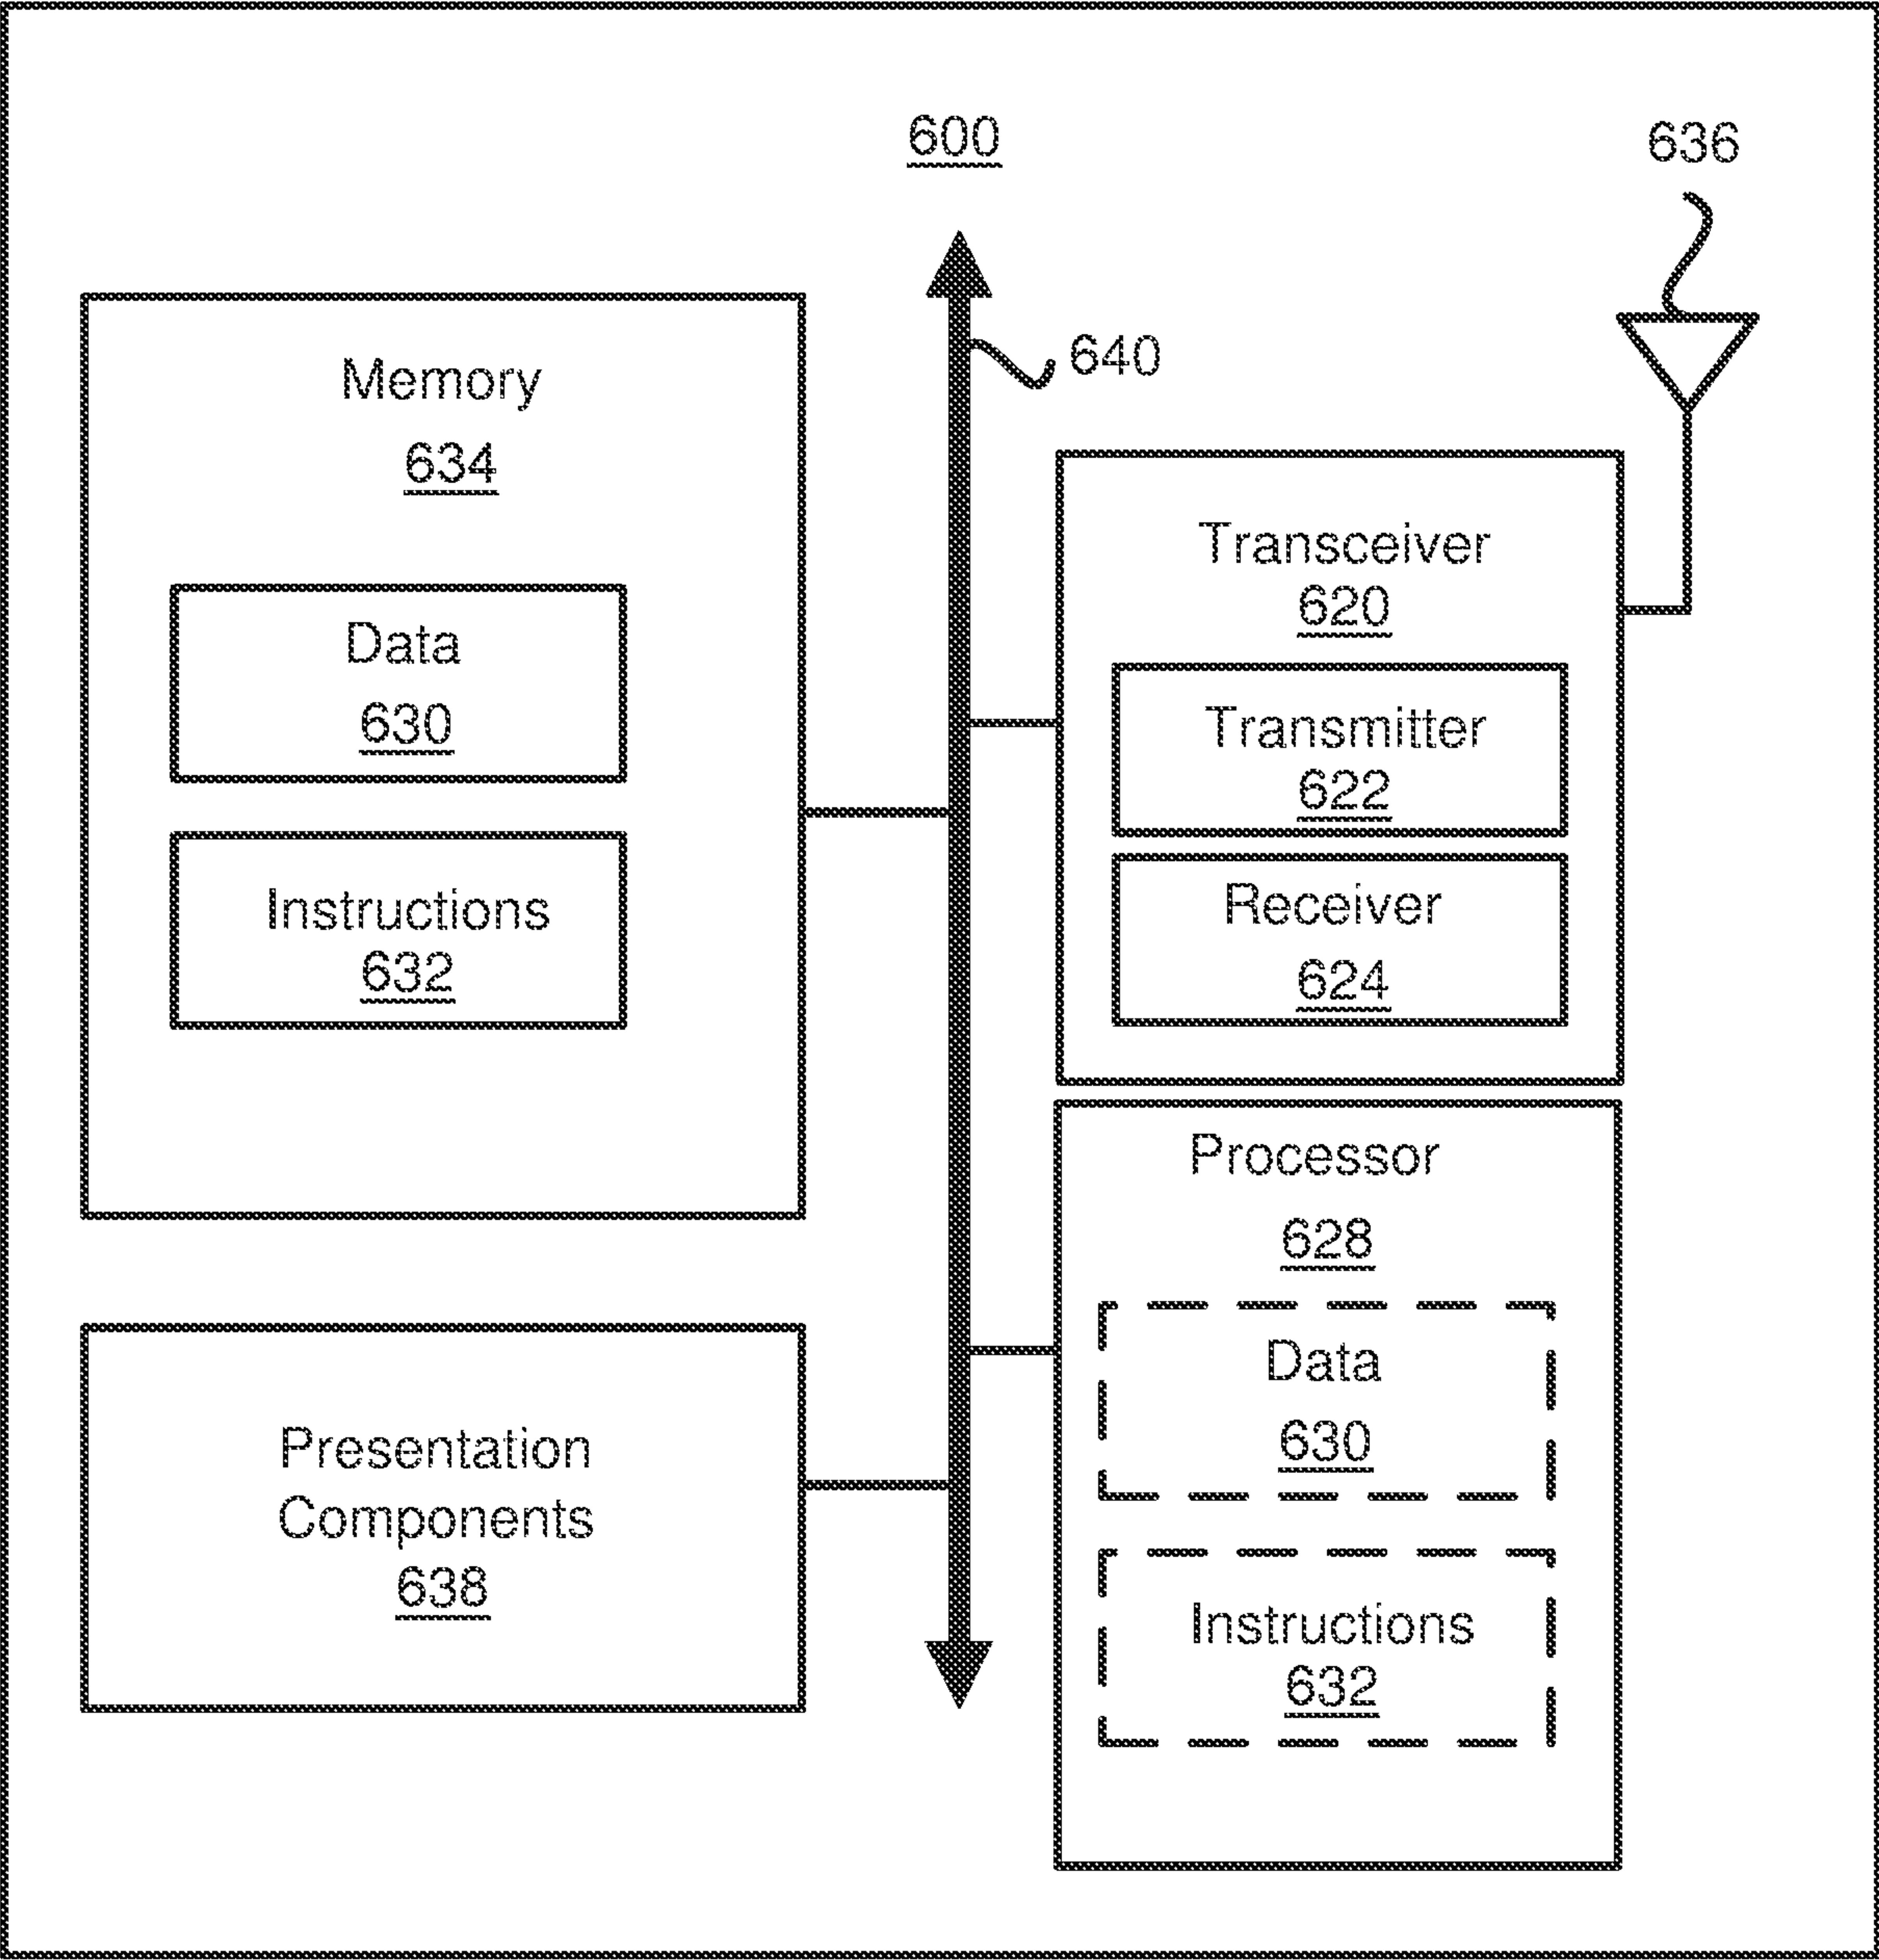 600
636
640
Memory
634
Data
630
Instructions
632
Transceiver
620
Transmitter
622
Receiver
624
Processor
628
Data
630
Instructions
632
Presentation
Components
638